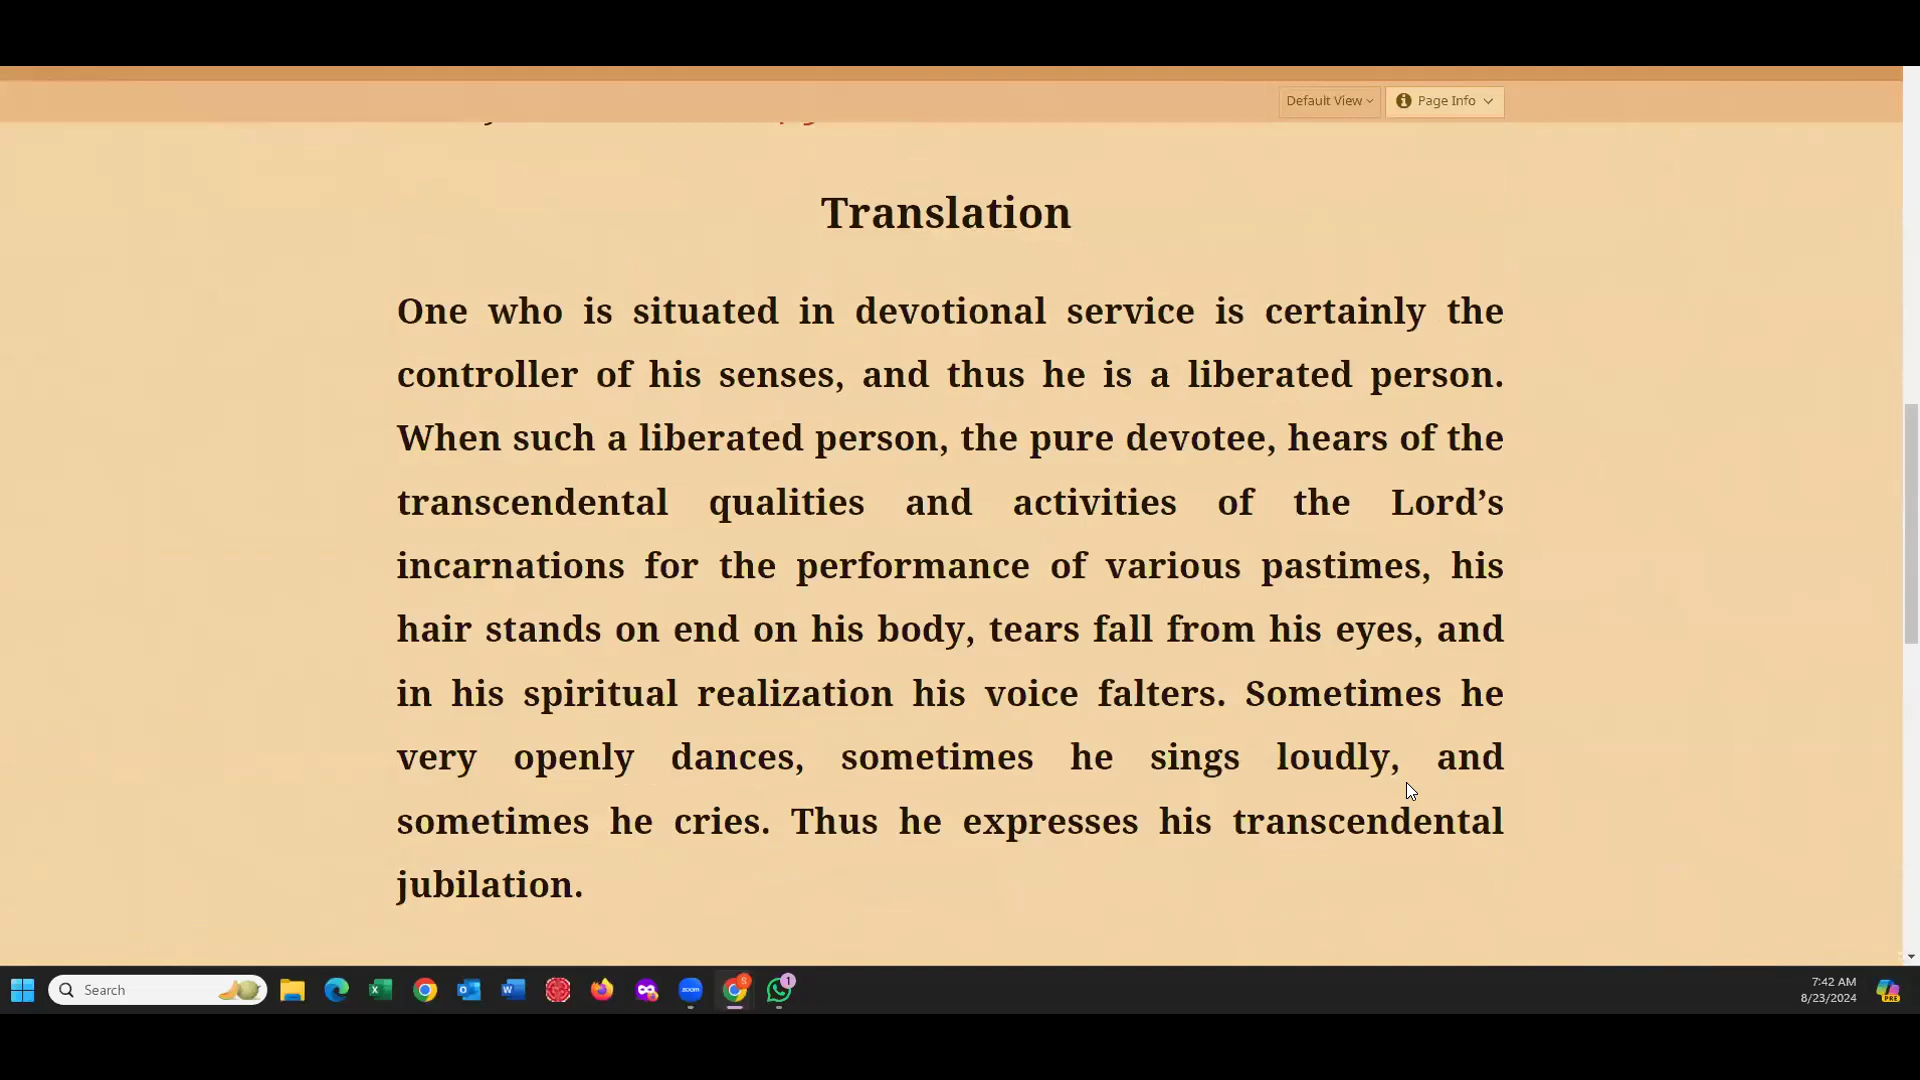 Default View
Page Info
Translation
One who is situated in devotional service is certainly the
controller of his senses, and thus he is a liberated person.
When such a liberated person, the pure devotee, hears of the
transcendental qualities and activities of the Lord’s
incarnations for the performance of various pastimes, his
hair stands on end on his body, tears fall from his eyes, and
in his spiritual realization his voice falters. Sometimes he
very openly dances, sometimes he sings loudly, and
sometimes he cries. Thus he expresses his transcendental
jubilation.
Search
zoom
8
1
7:42 AM
8/23/2024
PRE